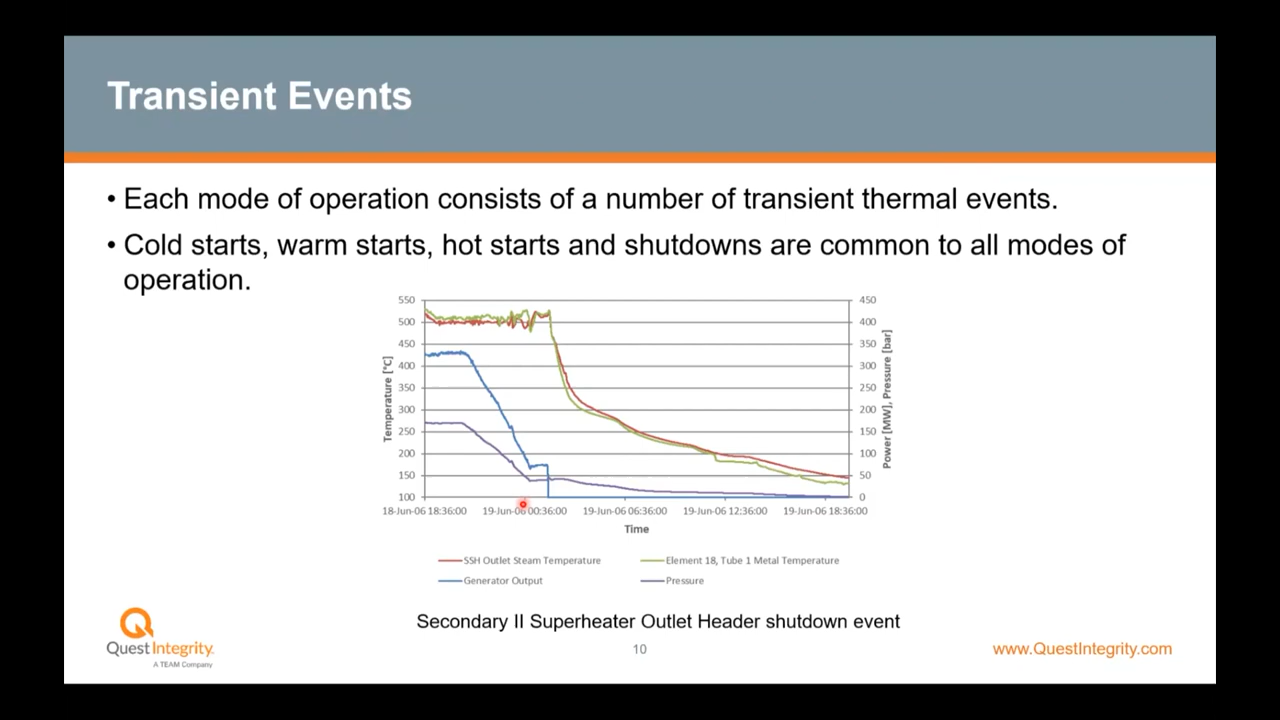 Transient Events
• Each mode of operation consists of a number of transient thermal events.
• Cold starts, warm starts, hot starts and shutdowns are common to all modes of
operation.
550
500
450
400
350
300
250
200
150
100
Temperature [°C]
450
400
350
300
250
200
150
100
50
0
Power [MW], Pressure [bar]
18-Jun-06 18:36:00 19-Jun-06 00:36:00 19-Jun-06 06:36:00 19-Jun-06 12:36:00 19-Jun-06 18:36:00
Time
SSH Outlet Steam Temperature Element 18, Tube 1 Metal Temperature
Generator Output Pressure
Secondary II Superheater Outlet Header shutdown event
Quest Integrity
A TEAM Company
10
www.QuestIntegrity.com